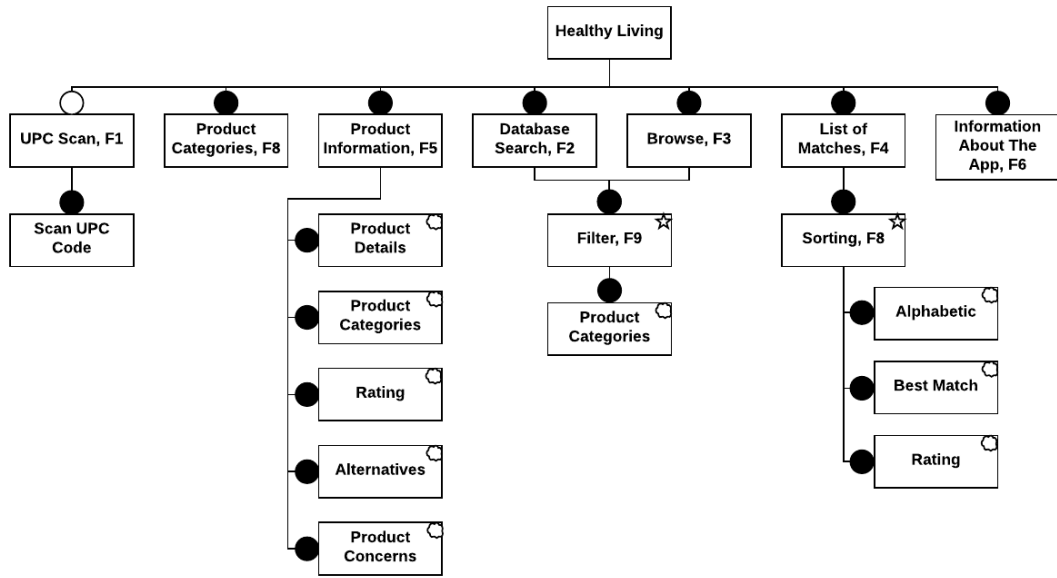 Healthy Living
UPC Scan, F1
Product
Categories, F8
Product
Information, F5
Database
Search, F2
Browse, F3
List of
Matches, F4
Information
About The
App, F6
Scan UPC
Code
Product
Details
Product
Categories
Rating
Alternatives
Product
Concerns
Filter, F9
Product
Categories
Sorting, F8
Alphabetic
Best Match
Rating